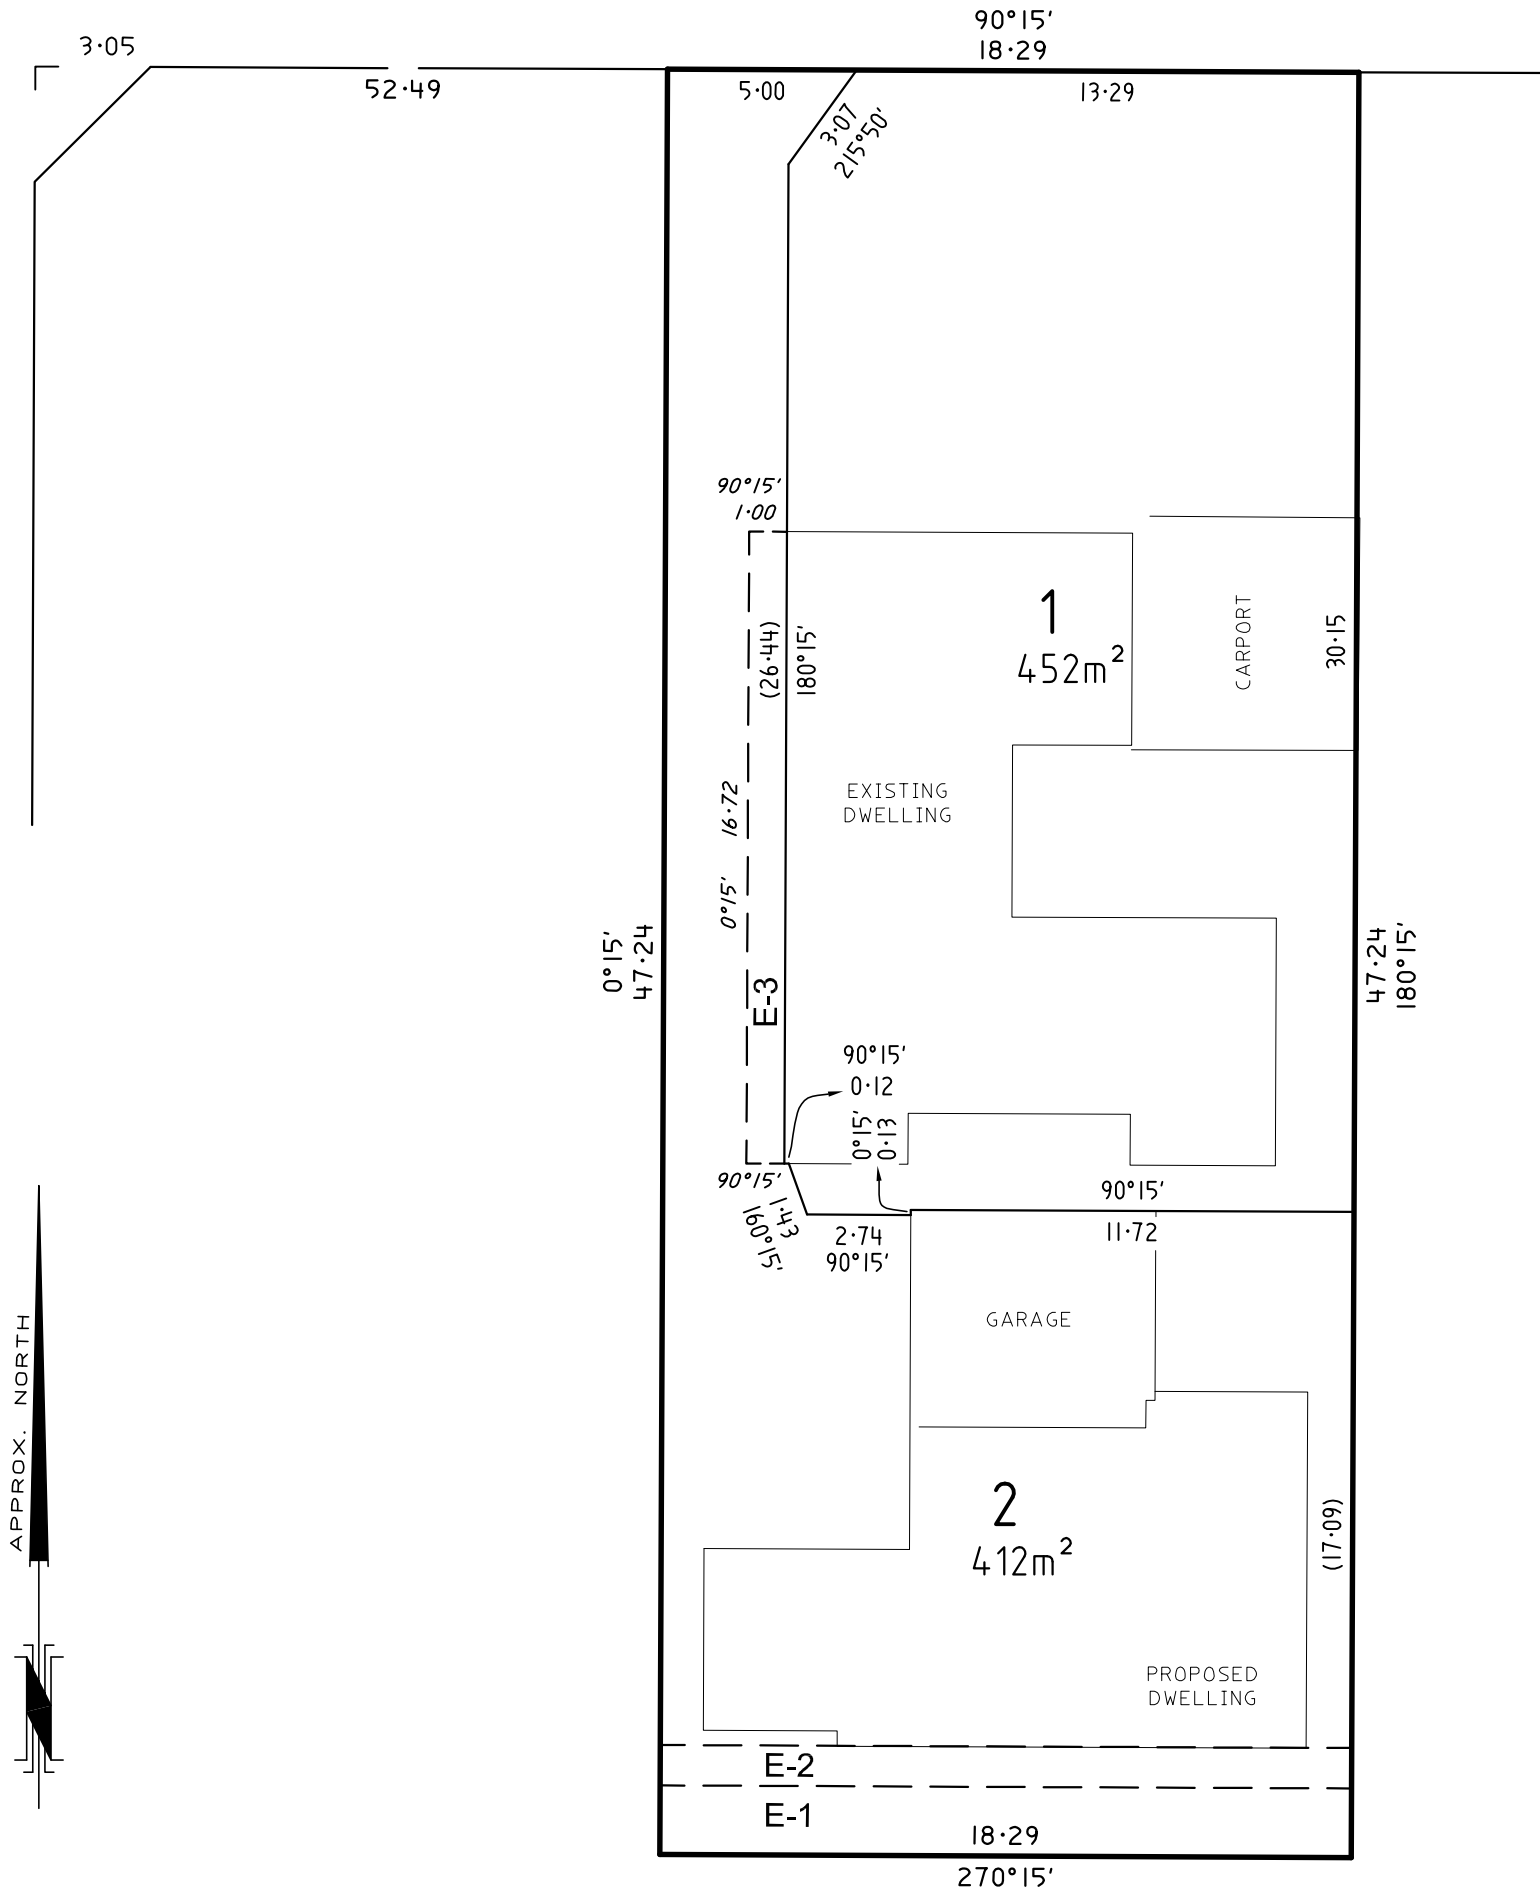 90°15'
18·29
3·05
52·49
5·00
13·29
3·07
215°50'
90°15'
1·00
(26·44)
180°15'
1
452m²
CARPORT
30·15
EXISTING
DWELLING
16·72
0°15'
0°15'
47·24
47·24
180°15'
E-3
90°15'
0·12
0°15'
0·13
90°15'
1·43
160°15'
90°15'
11·72
2·74
90°15'
GARAGE
APPROX. NORTH
2
412m²
(17·09)
PROPOSED
DWELLING
E-2
E-1
18·29
270°15'